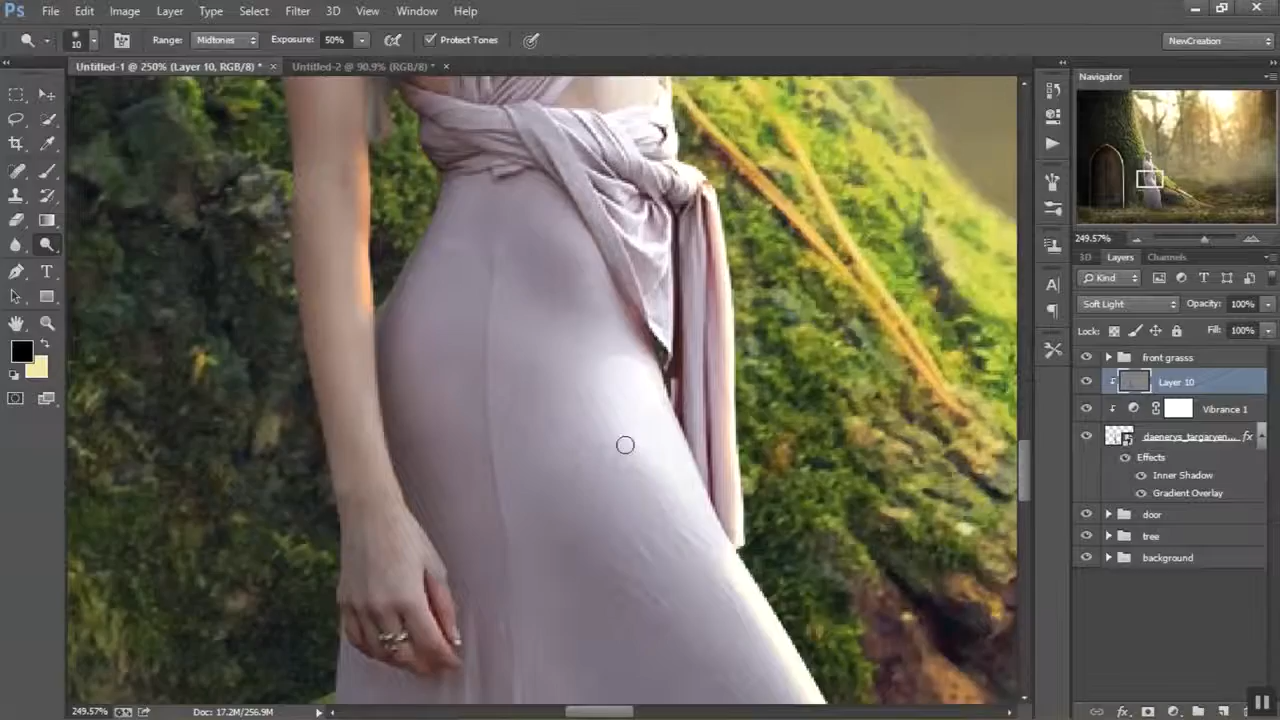 Ps File Edit Image Layer Type Select Filter 3D View Window Help
10 Range: Midtones Exposure: 50% Protect Tones NewCreation
Untitled-1 @ 250% (Layer 10, RGB/8) * × Untitled-2 @ 90.9% (RGB/8) * ×
Navigator
249.57%
3D Layers Channels
Kind
Soft Light Opacity: 100%
Lock: Fill: 100%
front grasss
Layer 10
Vibrance 1
daenerys_targaryen... fx
Effects
Inner Shadow
Gradient Overlay
door
tree
background
249.57% Doc: 17.2M/256.9M